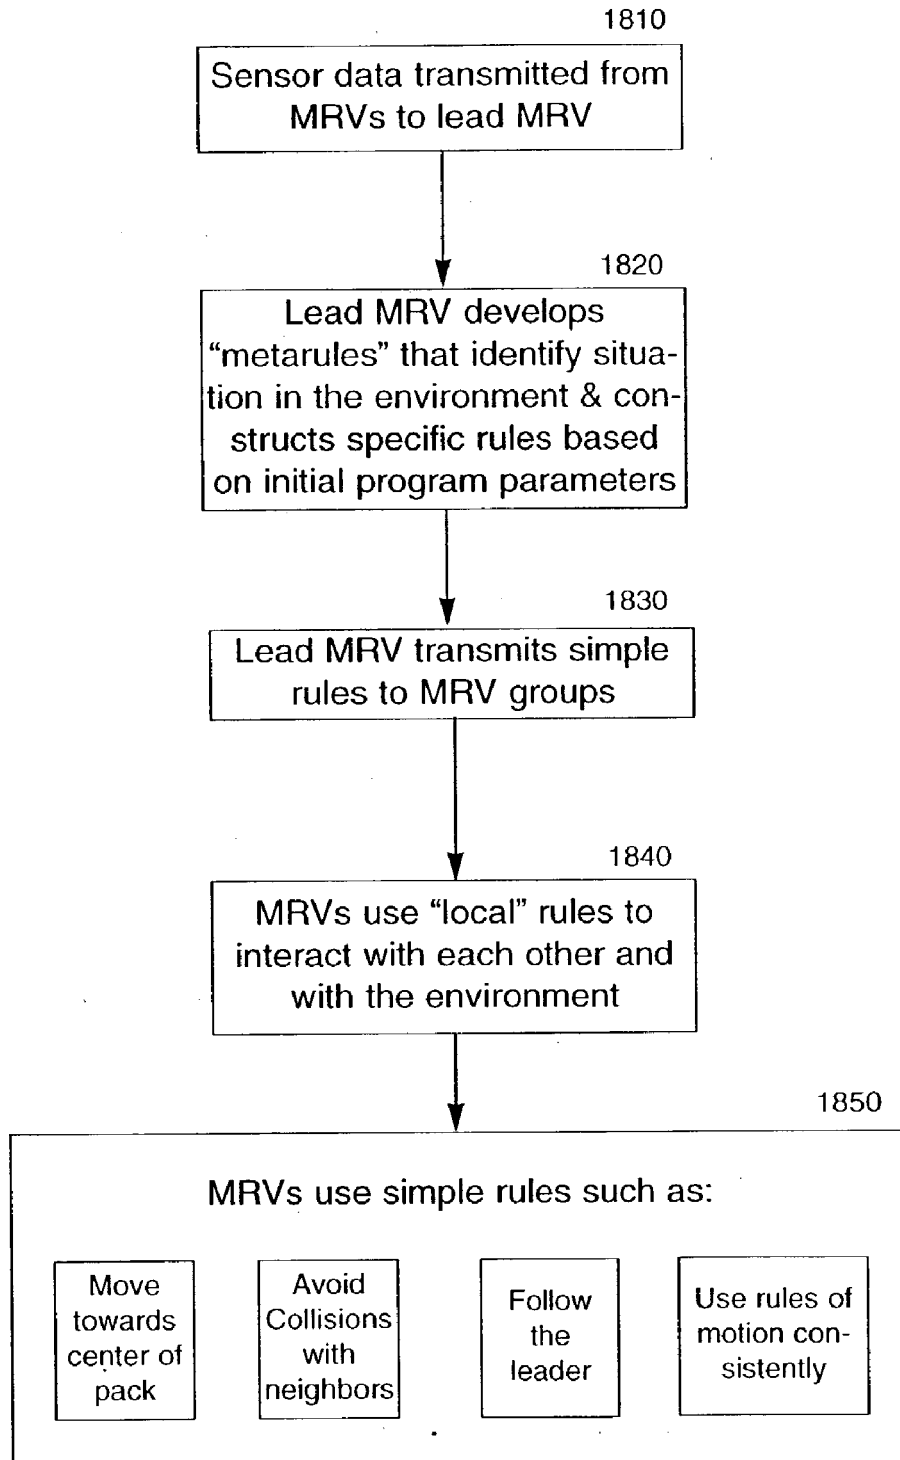 1810
Sensor data transmitted from
MRVs to lead MRV
1820
Lead MRV develops
“metarules” that identify situa-
tion in the environment & con-
structs specific rules based
on initial program parameters
1830
Lead MRV transmits simple
rules to MRV groups
1840
MRVs use “local” rules to
interact with each other and
with the environment
1850
MRVs use simple rules such as:
Move
towards
center of
pack
Avoid
Collisions
with
neighbors
Follow
the
leader
Use rules of
motion con-
sistently